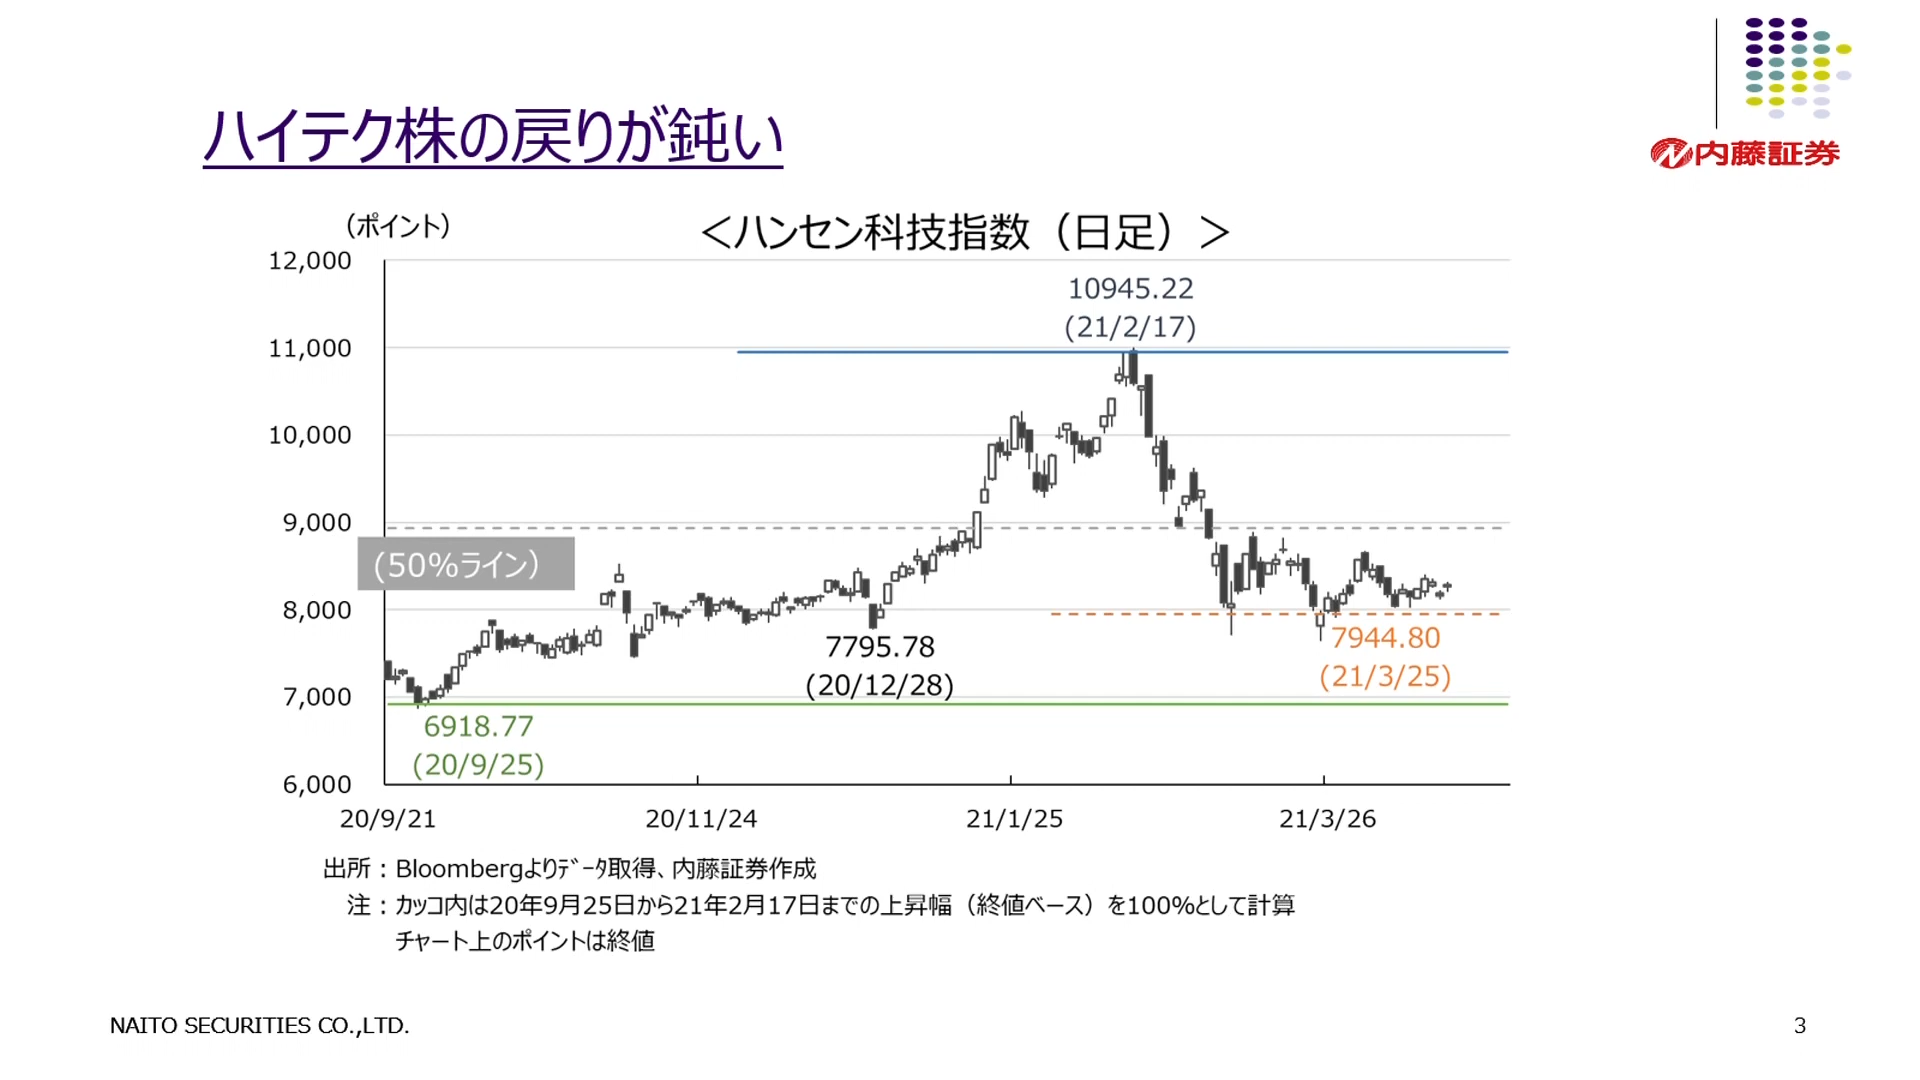 内藤証券
ハイテク株の戻りが鈍い
（ポイント）
＜ハンセン科技指数（日足）＞
12,000
11,000
10,000
9,000
8,000
7,000
6,000
10945.22
(21/2/17)
(50%ライン）
7795.78
(20/12/28)
7944.80
(21/3/25)
6918.77
(20/9/25)
20/9/21
20/11/24
21/1/25
21/3/26
出所：Bloombergよりﾃﾞｰﾀ取得、内藤証券作成
注：カッコ内は20年9月25日から21年2月17日までの上昇幅（終値ベース）を100%として計算
チャート上のポイントは終値
NAITO SECURITIES CO.,LTD.
3